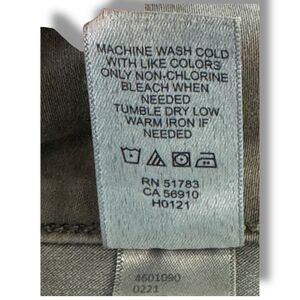 MACHINE WASH COLD
WITH LIKE COLORS
ONLY NON-CHLORINE
BLEACH WHEN
NEEDED
TUMBLE DRY LOW
WARM IRON IF
NEEDED
RN 51783
CA 56910
H0121
4601090
0221